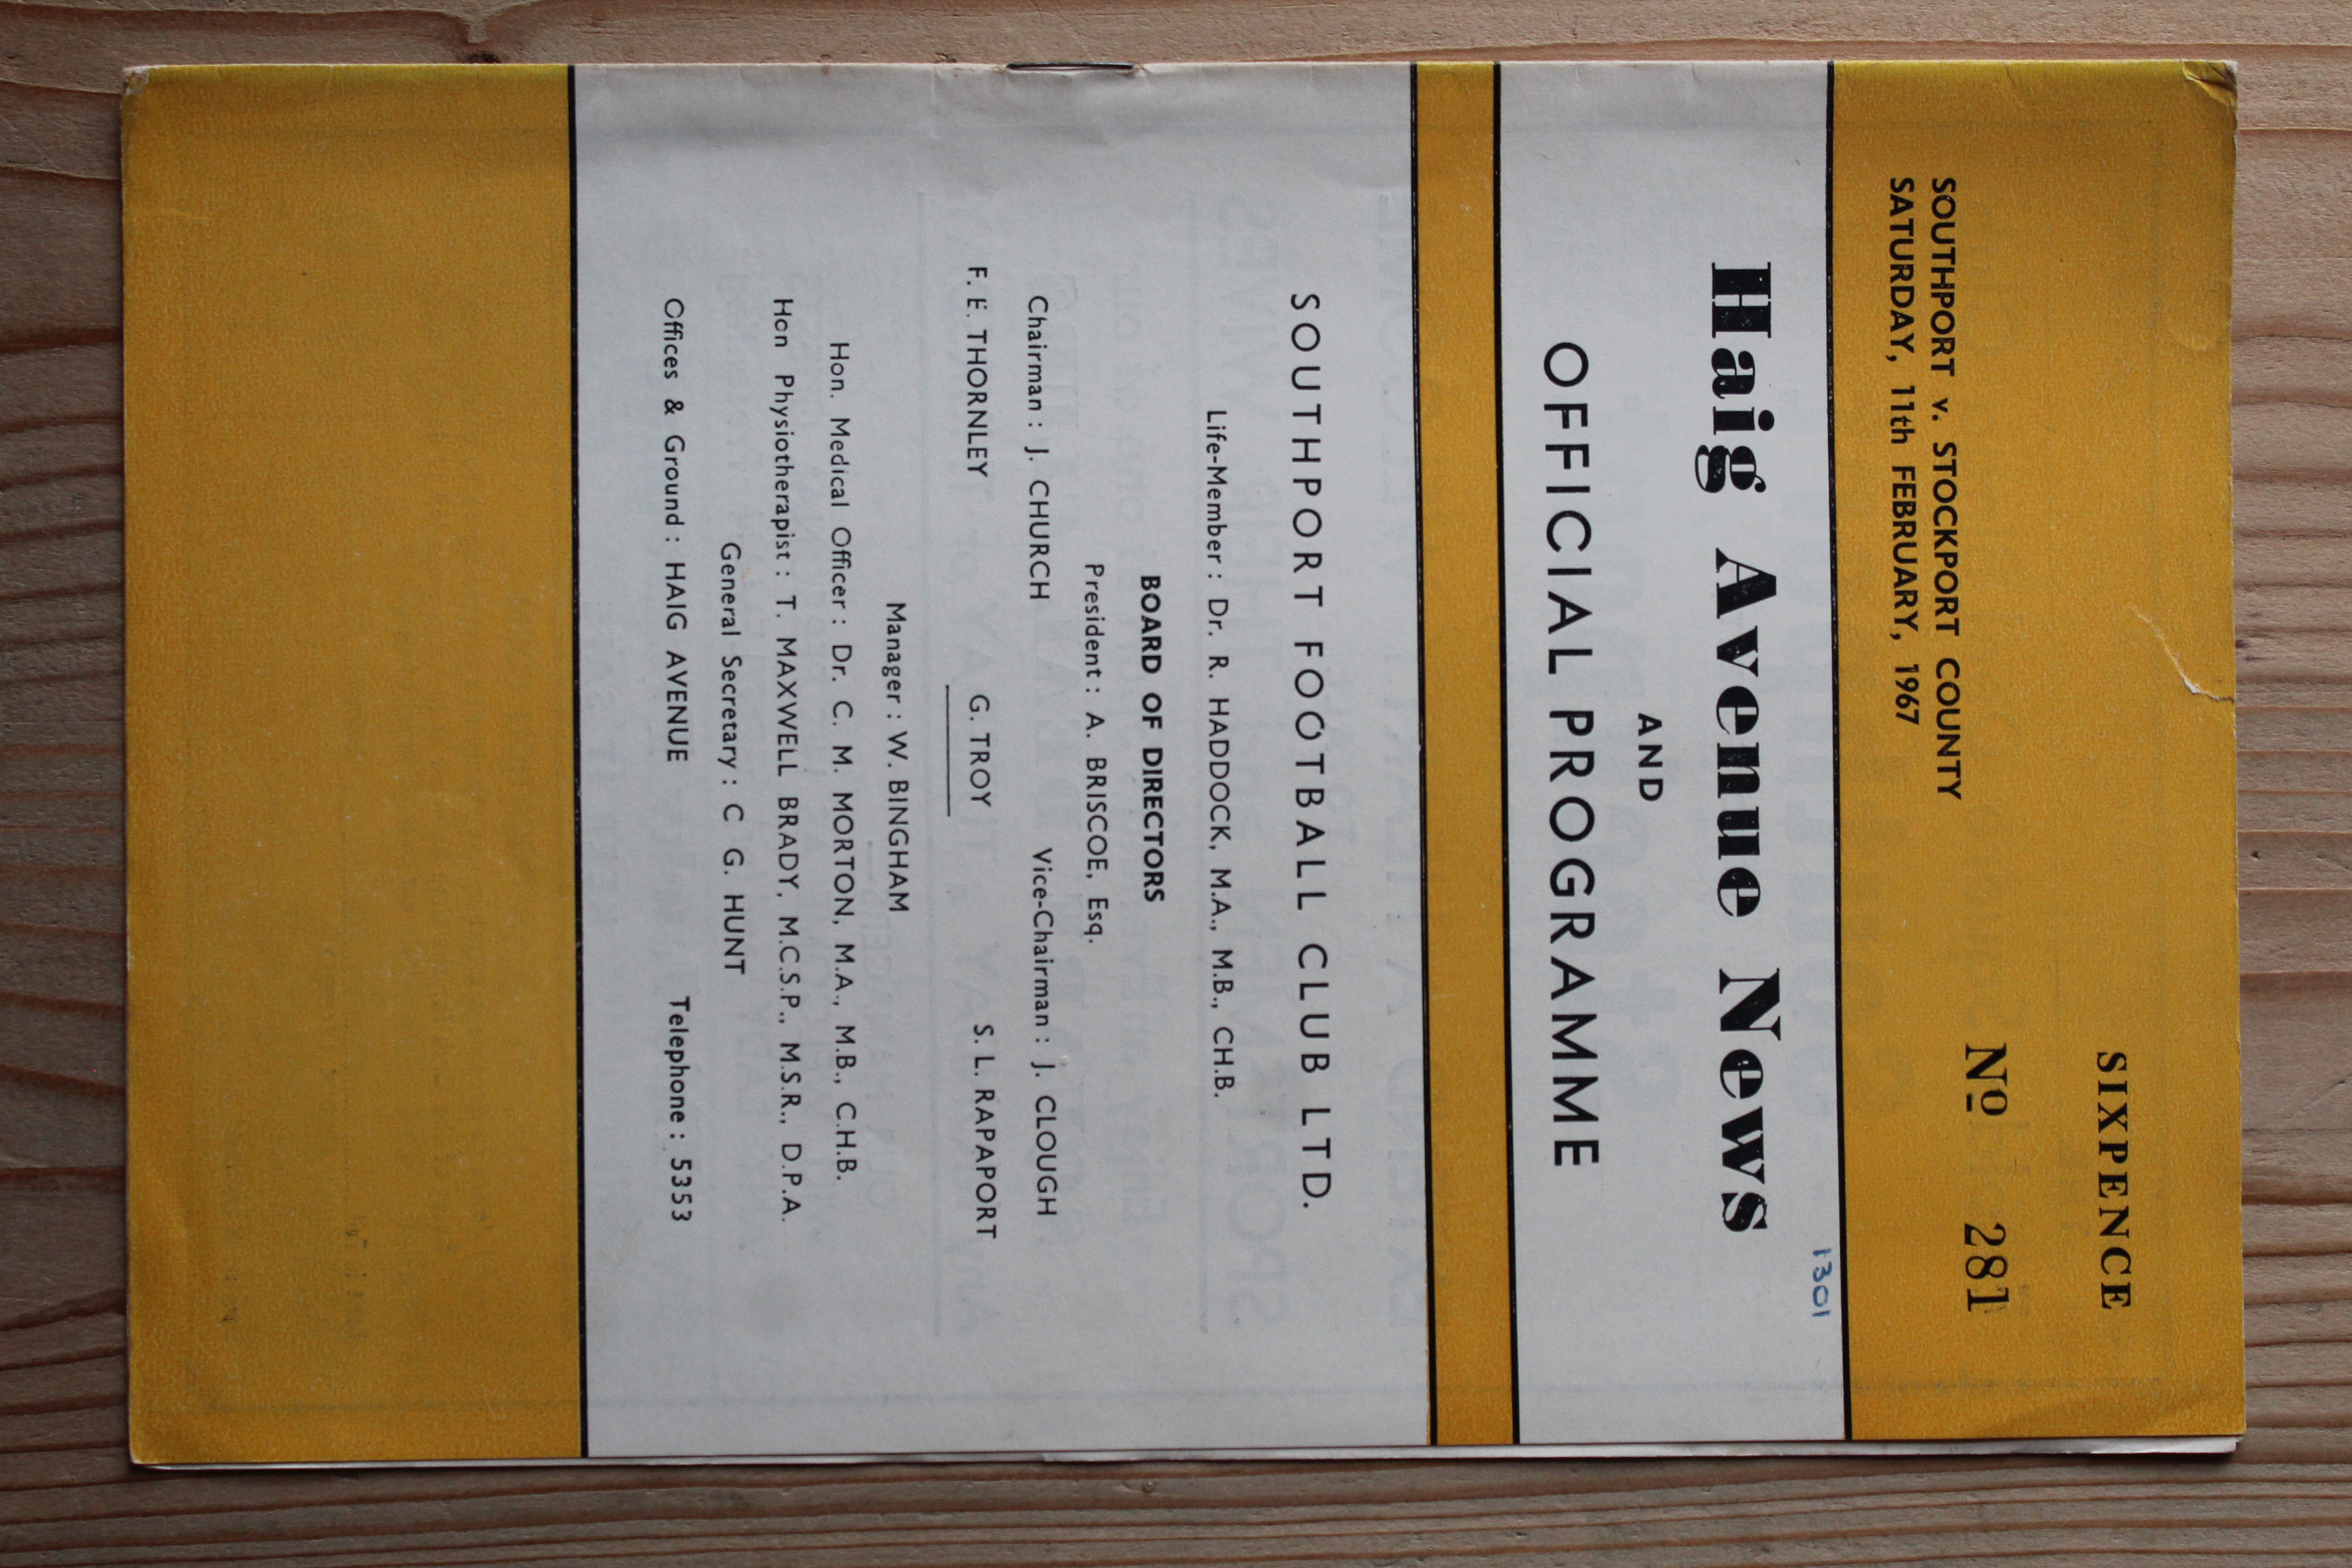 SIXPENCE
SOUTHPORT v. STOCKPORT COUNTY
SATURDAY, 11th FEBRUARY, 1967
No 281
1301
Haig Avenue News
AND
OFFICIAL PROGRAMME
SOUTHPORT FOOTBALL CLUB LTD.
Life-Member : Dr. R. HADDOCK, M.A., M.B., CH.B.
BOARD OF DIRECTORS
President : A. BRISCOE, Esq.
Chairman : J. CHURCH Vice-Chairman : J. CLOUGH
F. E. THORNLEY G. TROY S. L. RAPAPORT
Manager : W. BINGHAM
Hon. Medical Officer : Dr. C. M. MORTON, M.A., M.B., C.H.B.
Hon Physiotherapist : T. MAXWELL BRADY, M.C.S.P., M.S.R., D.P.A.
General Secretary : C G. HUNT
Offices & Ground : HAIG AVENUE Telephone : 5353